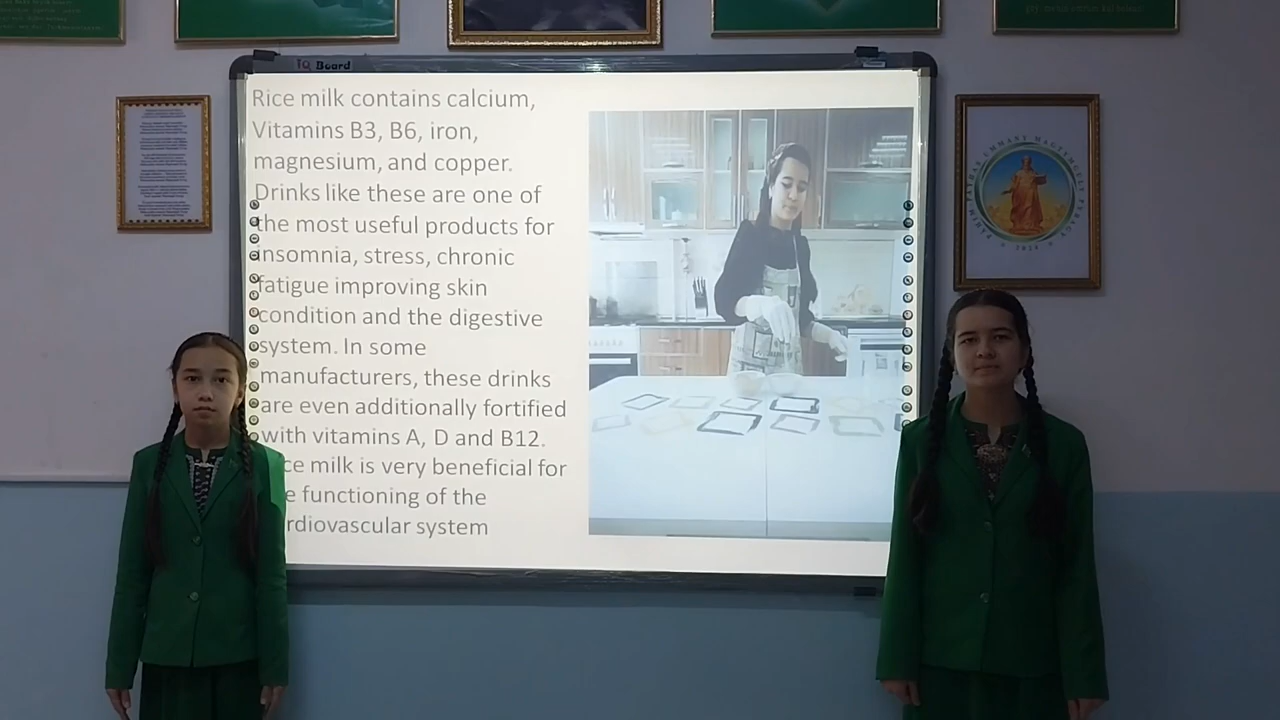 IQ Board
Rice milk contains calcium,
Vitamins B3, B6, iron,
magnesium, and copper.
Drinks like these are one of
the most useful products for
insomnia, stress, chronic
fatigue improving skin
condition and the digestive
system. In some
manufacturers, these drinks
are even additionally fortified
with vitamins A, D and B12.
ce milk is very beneficial for
e functioning of the
rdiovascular system